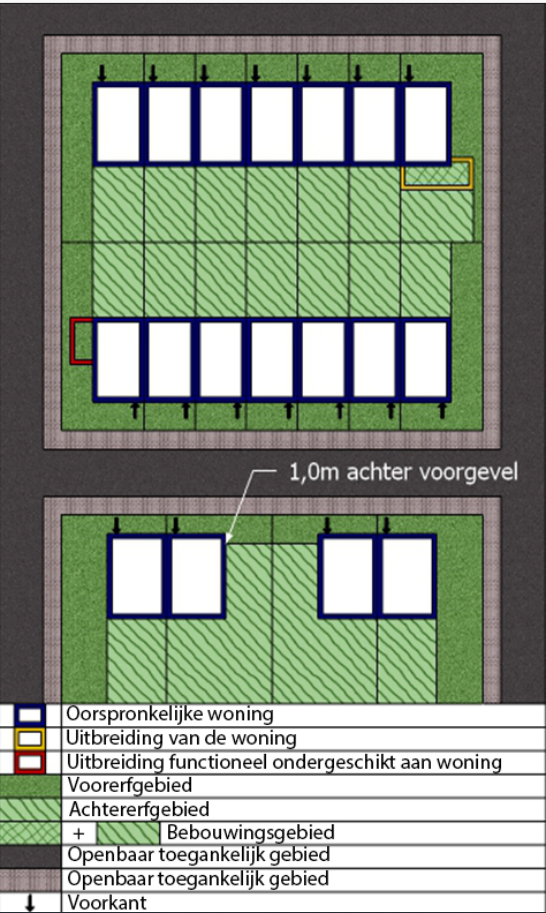 1,0m achter voorgevel
Oorspronkelijke woning
Uitbreiding van de woning
Uitbreiding functioneel ondergeschikt aan woning
Voorerfgebied
Achtererfgebied
+ Bebouwingsgebied
Openbaar toegankelijk gebied
Openbaar toegankelijk gebied
Voorkant